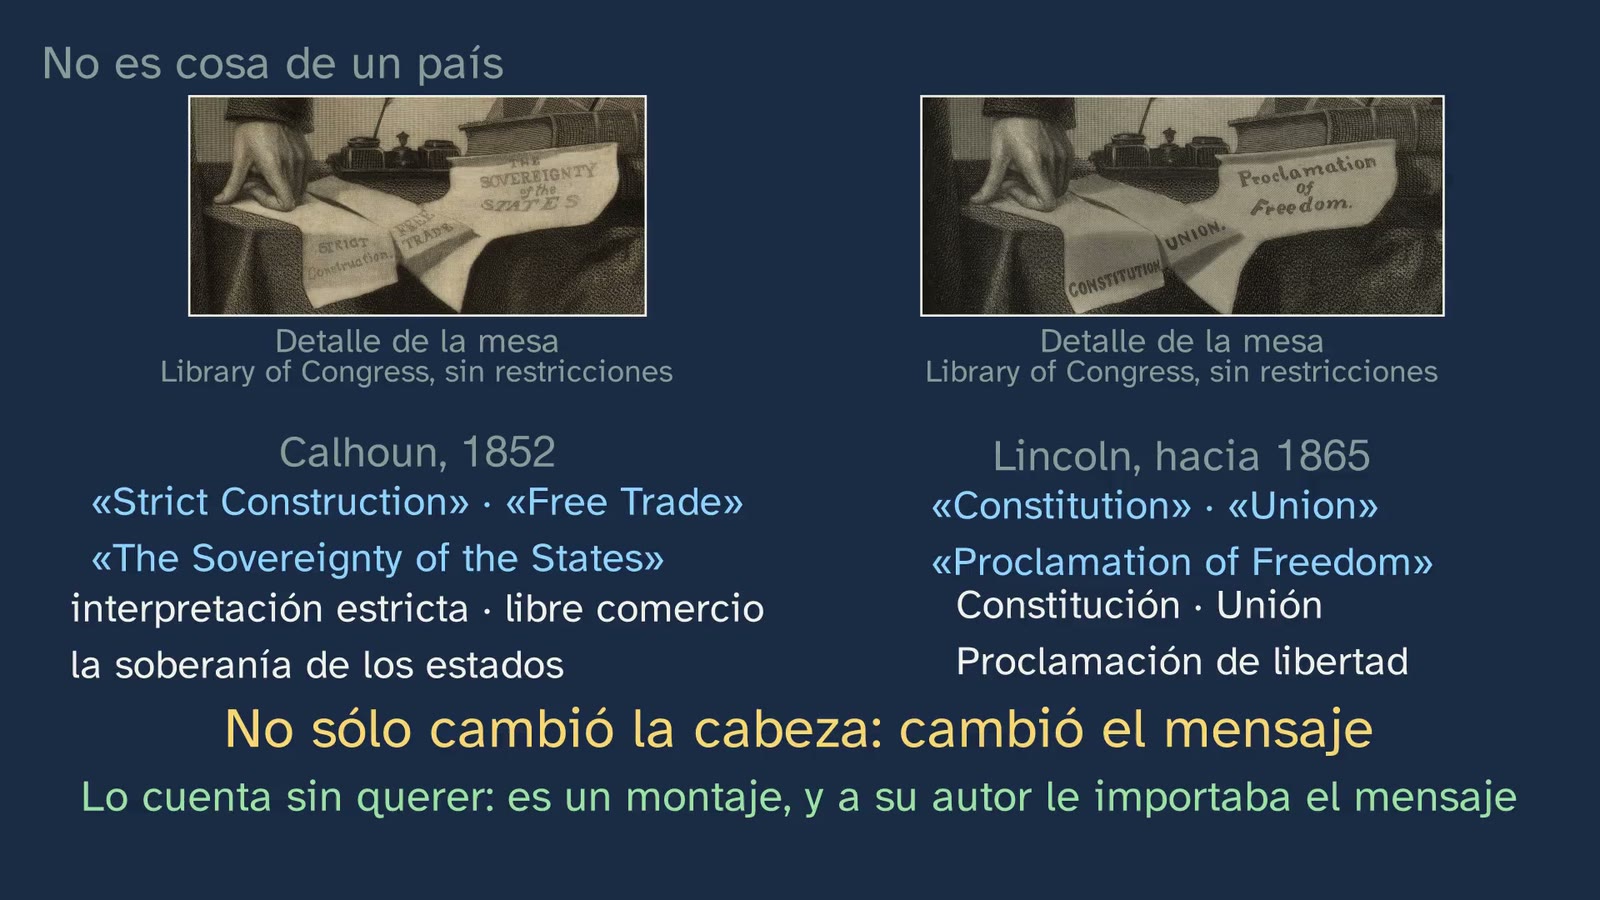 No es cosa de un país
THE
SOVEREIGNTY
of the
STATES
FREE
TRADE
STRICT
Construction.
Detalle de la mesa
Library of Congress, sin restricciones
Calhoun, 1852
«Strict Construction» · «Free Trade»
«The Sovereignty of the States»
interpretación estricta · libre comercio
la soberanía de los estados
Proclamation
of
Freedom.
UNION.
CONSTITUTION
Detalle de la mesa
Library of Congress, sin restricciones
Lincoln, hacia 1865
«Constitution» · «Union»
«Proclamation of Freedom»
Constitución · Unión
Proclamación de libertad
No sólo cambió la cabeza: cambió el mensaje
Lo cuenta sin querer: es un montaje, y a su autor le importaba el mensaje